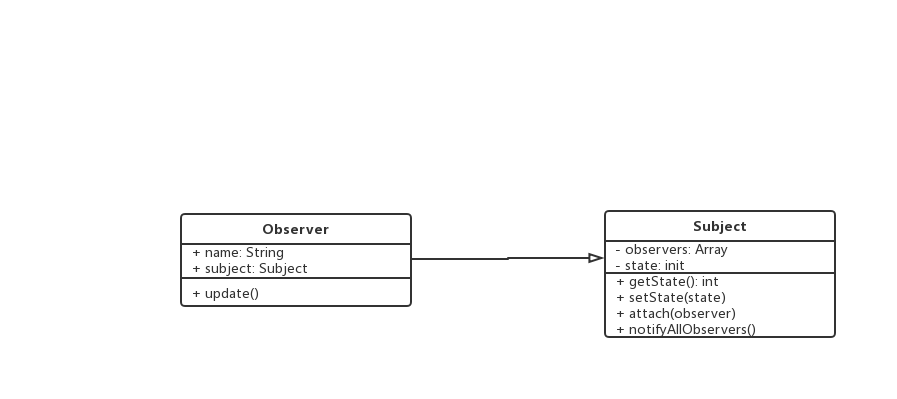 Observer
+ name: String
+ subject: Subject
+ update()
Subject
- observers: Array
- state: init
+ getState(): int
+ setState(state)
+ attach(observer)
+ notifyAllObservers()